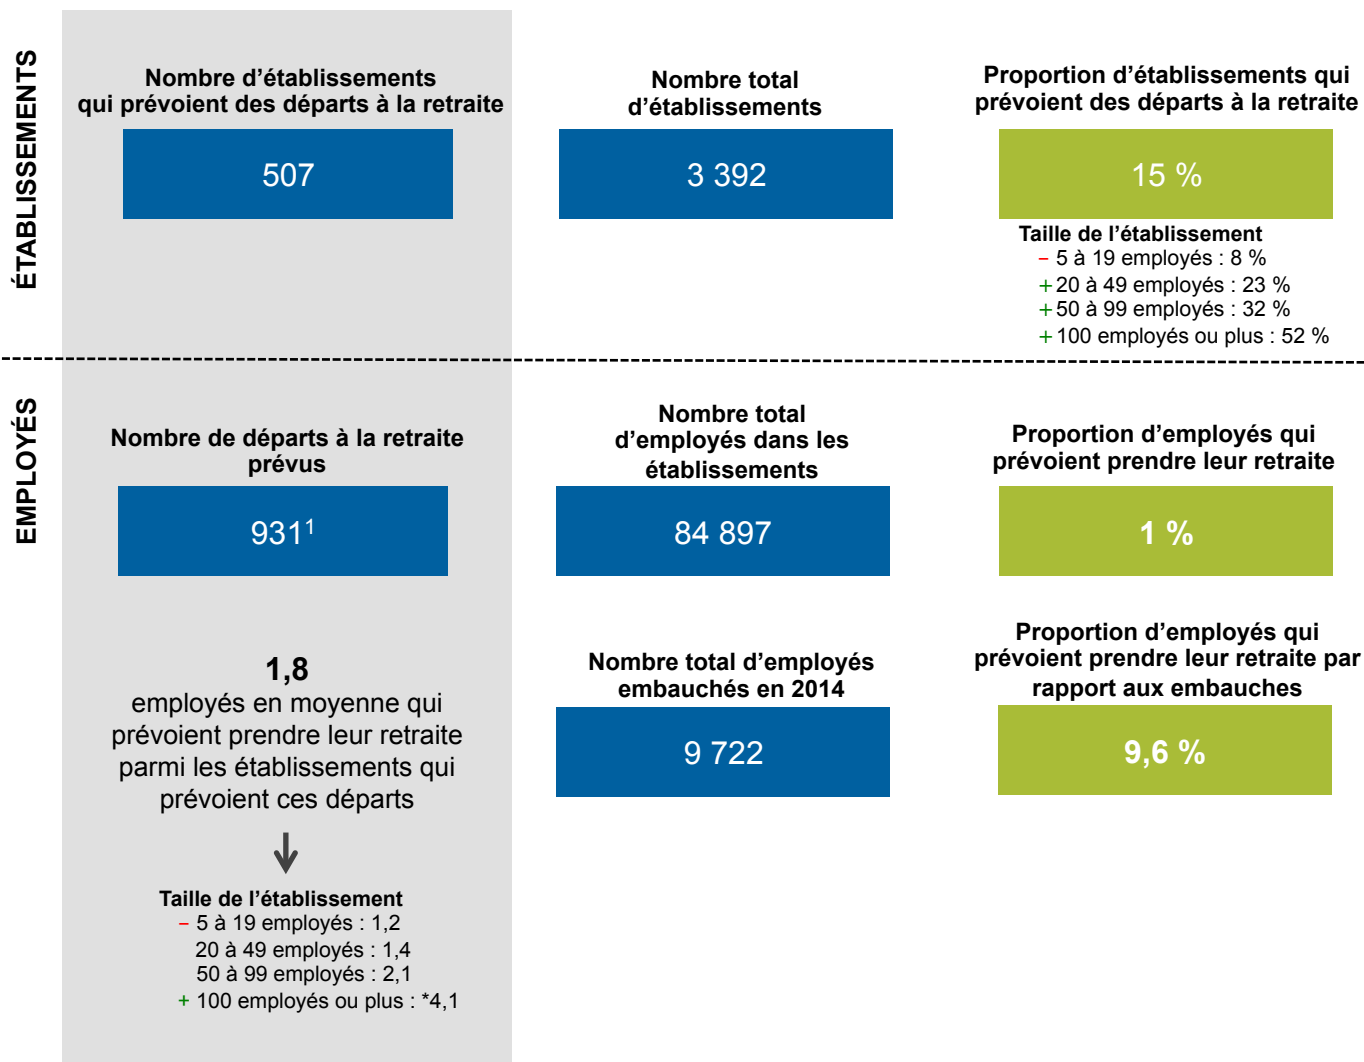 ÉTABLISSEMENTS
Nombre d’établissements
qui prévoient des départs à la retraite
507
Nombre total
d’établissements
3 392
Proportion d’établissements qui
prévoient des départs à la retraite
15 %
Taille de l’établissement
– 5 à 19 employés : 8 %
+ 20 à 49 employés : 23 %
+ 50 à 99 employés : 32 %
+ 100 employés ou plus : 52 %
EMPLOYÉS
Nombre de départs à la retraite
prévus
931¹
Nombre total
d’employés dans les
établissements
84 897
Proportion d’employés qui
prévoient prendre leur retraite
1 %
1,8
employés en moyenne qui
prévoient prendre leur retraite
parmi les établissements qui
prévoient ces départs
Taille de l’établissement
– 5 à 19 employés : 1,2
20 à 49 employés : 1,4
50 à 99 employés : 2,1
+ 100 employés ou plus : *4,1
Nombre total d’employés
embauchés en 2014
9 722
Proportion d’employés qui
prévoient prendre leur retraite par
rapport aux embauches
9,6 %